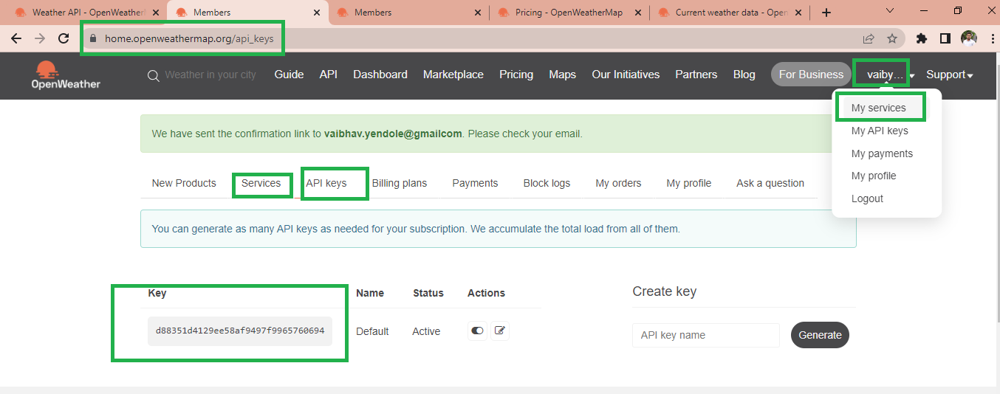 Weather API - OpenWeatherM
Members
Members
Pricing - OpenWeatherMap
Current weather data - Open
home.openweathermap.org/api_keys
OpenWeather
Weather in your city
Guide
API
Dashboard
Marketplace
Pricing
Maps
Our Initiatives
Partners
Blog
For Business
vaiby...
Support
My services
My API keys
My payments
My profile
Logout
We have sent the confirmation link to vaibhav.yendole@gmailcom. Please check your email.
New Products
Services
API keys
Billing plans
Payments
Block logs
My orders
My profile
Ask a question
You can generate as many API keys as needed for your subscription. We accumulate the total load from all of them.
Key
Name
Status
Actions
d88351d4129ee58af9497f9965760694
Default
Active
Create key
API key name
Generate